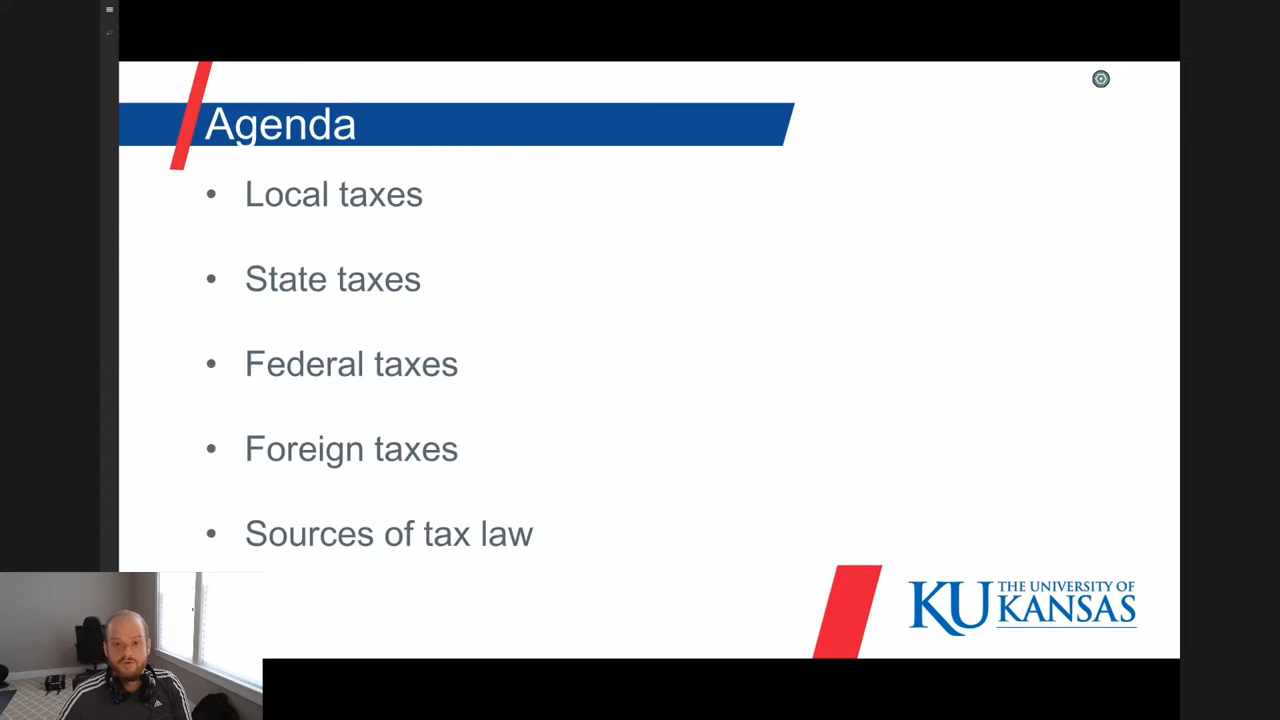 Agenda
• Local taxes
• State taxes
• Federal taxes
• Foreign taxes
• Sources of tax law
KU THE UNIVERSITY OF
KANSAS